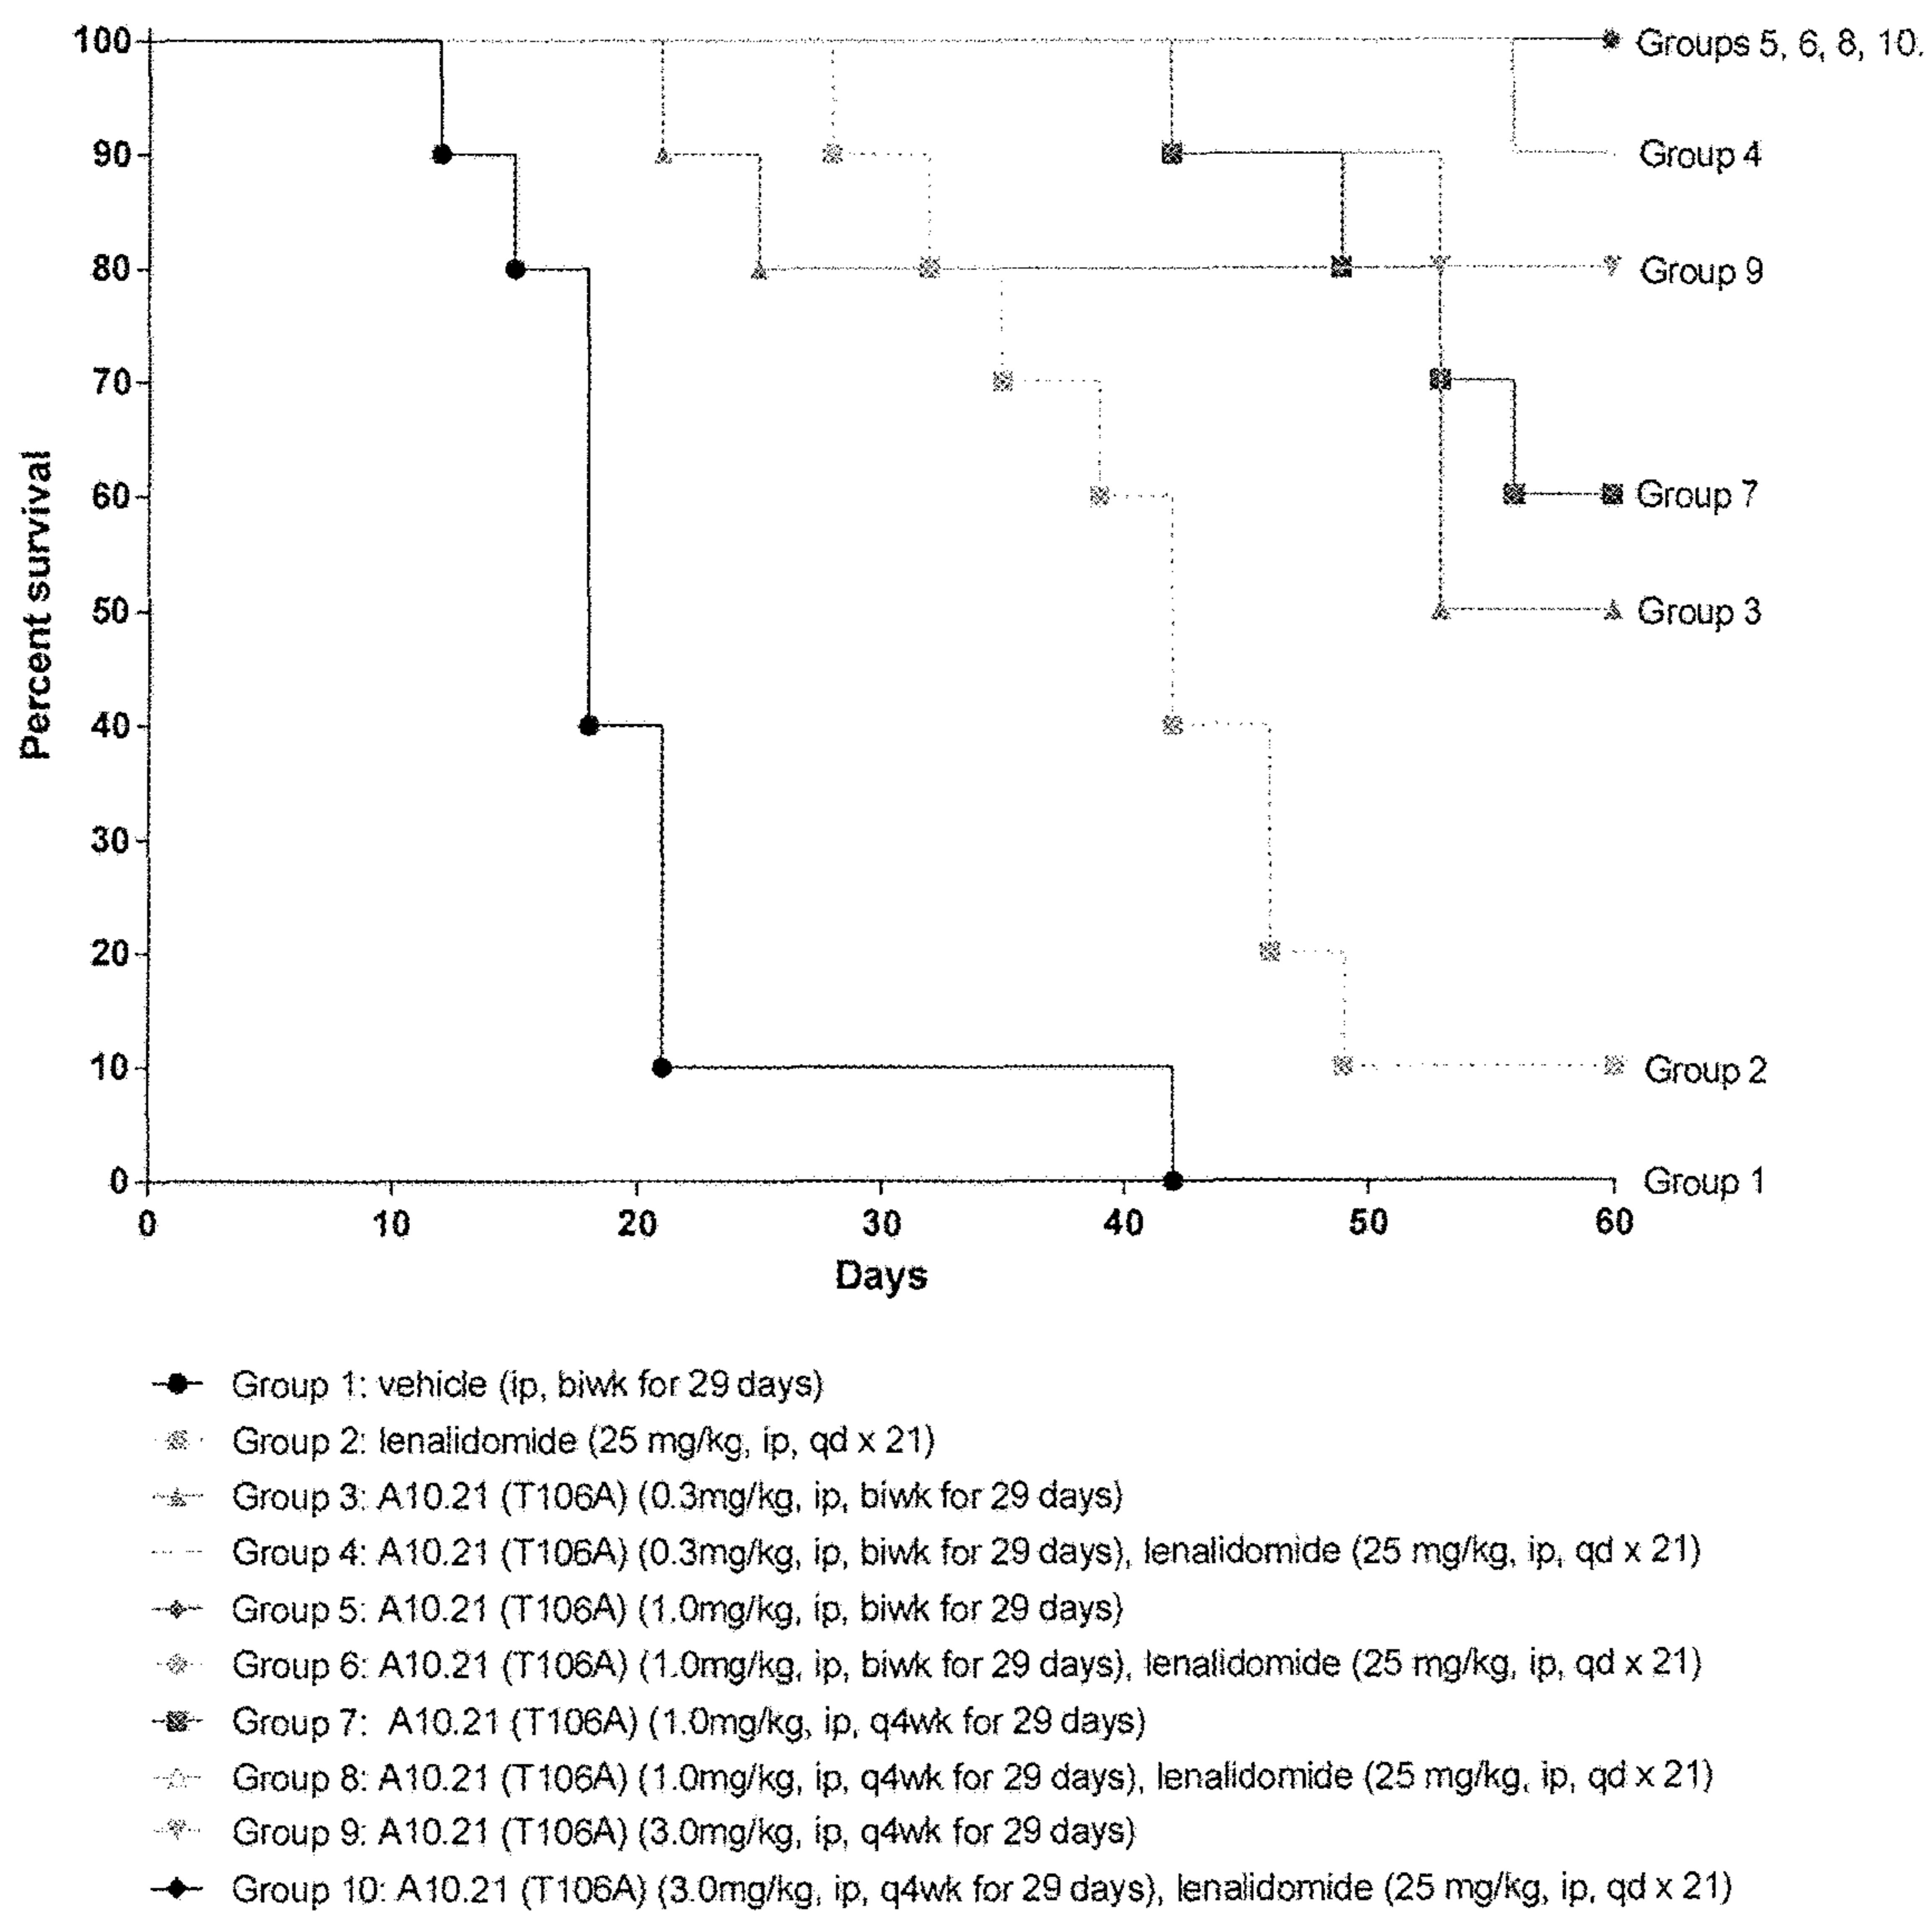 Percent survival
100
90
80
70
60
50
40
30
20
10
0
Groups 5, 6, 8, 10.
Group 4
Group 9
Group 7
Group 3
Group 2
Group 1
0 10 20 30 40 50 60
Days
Group 1: vehicle (ip, biwk for 29 days)
Group 2: lenalidomide (25 mg/kg, ip, qd x 21)
Group 3: A10.21 (T106A) (0.3mg/kg, ip, biwk for 29 days)
Group 4: A10.21 (T106A) (0.3mg/kg, ip, biwk for 29 days), lenalidomide (25 mg/kg, ip, qd x 21)
Group 5: A10.21 (T106A) (1.0mg/kg, ip, biwk for 29 days)
Group 6: A10.21 (T106A) (1.0mg/kg, ip, biwk for 29 days), lenalidomide (25 mg/kg, ip, qd x 21)
Group 7: A10.21 (T106A) (1.0mg/kg, ip, q4wk for 29 days)
Group 8: A10.21 (T106A) (1.0mg/kg, ip, q4wk for 29 days), lenalidomide (25 mg/kg, ip, qd x 21)
Group 9: A10.21 (T106A) (3.0mg/kg, ip, q4wk for 29 days)
Group 10: A10.21 (T106A) (3.0mg/kg, ip, q4wk for 29 days), lenalidomide (25 mg/kg, ip, qd x 21)